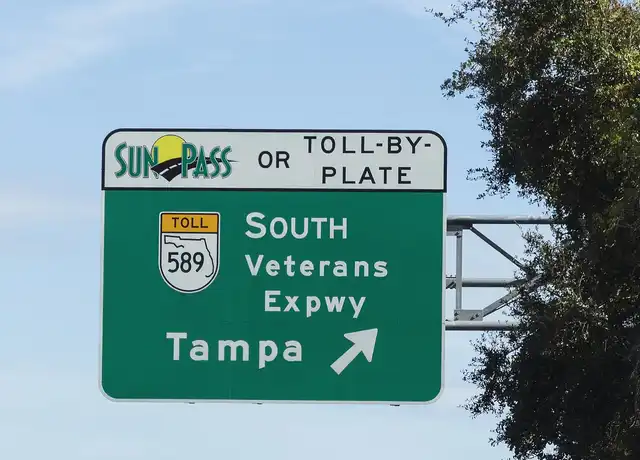 SUNPASS OR TOLL-BY-
PLATE
TOLL
589
SOUTH
Veterans
Expwy
Tampa